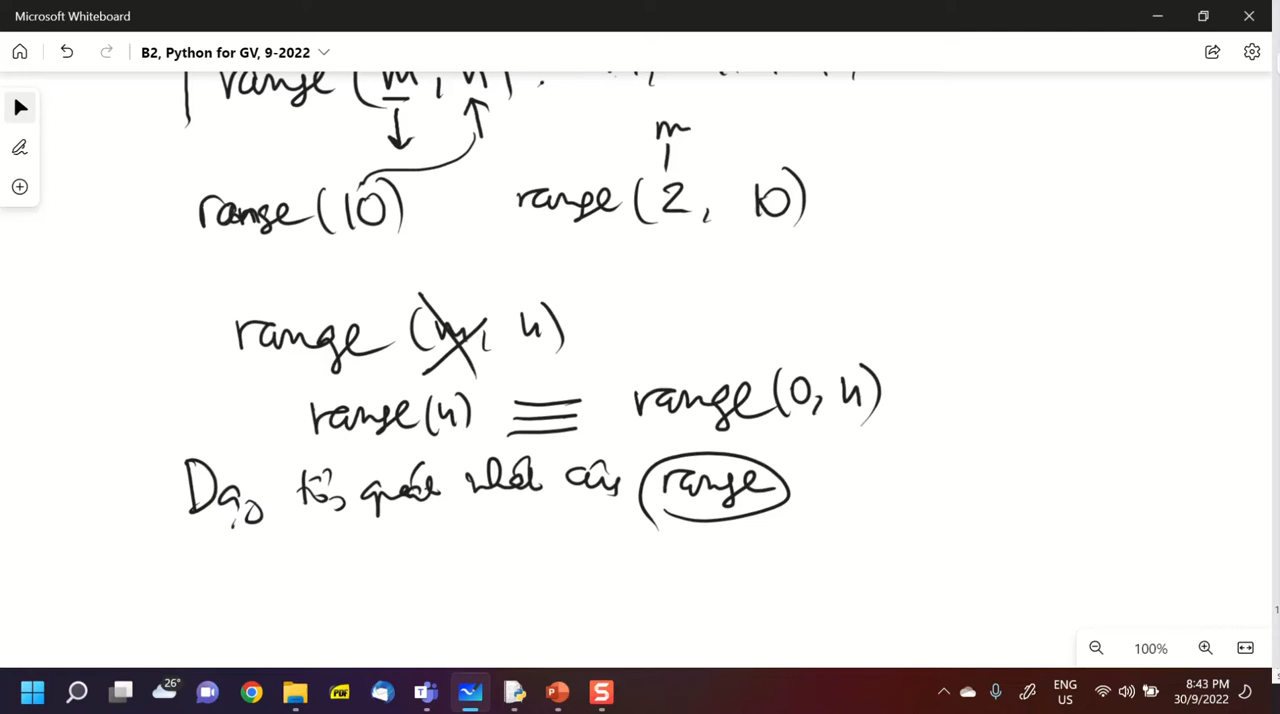 Microsoft Whiteboard
B2, Python for GV, 9-2022
range (m, n) :
m
range(10) range(2, 10)
range (m, n)
range(n) ≡ range(0, n)
Dạng tổng quát nhất của range
100%
26°
ENG
US
8:43 PM
30/9/2022